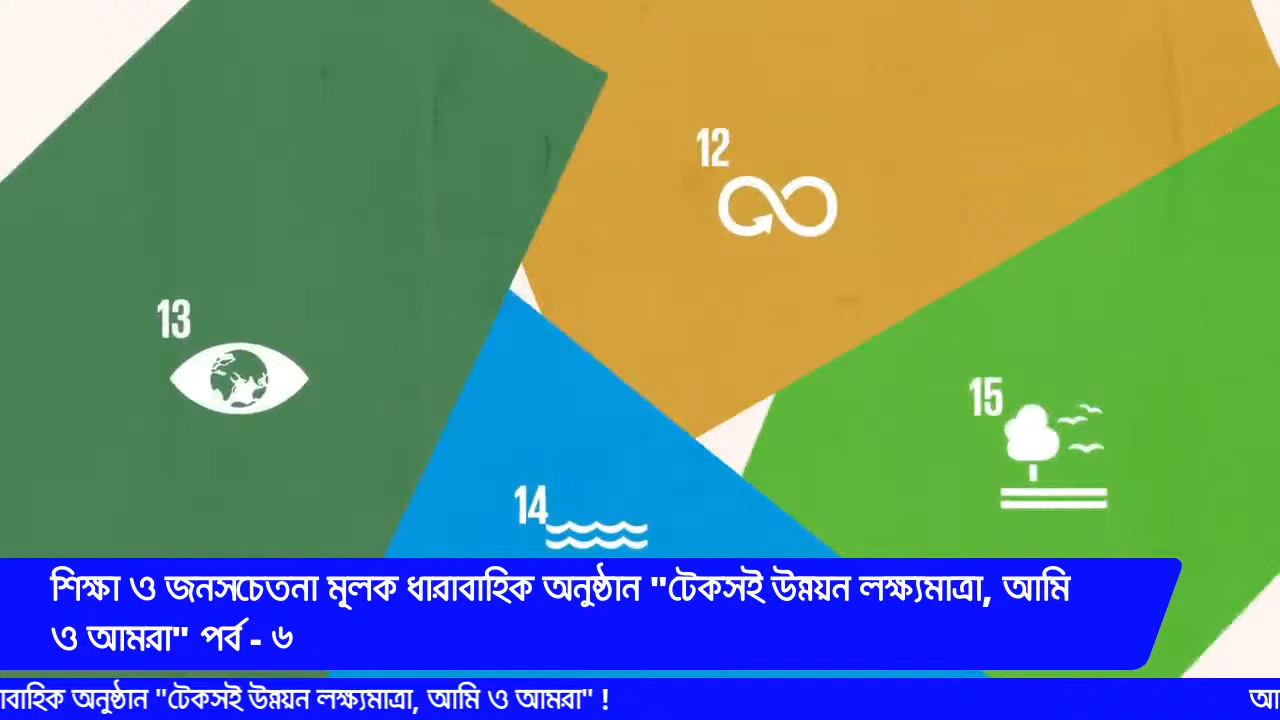 12
13
15
14
শিক্ষা ও জনসচেতনা মূলক ধারাবাহিক অনুষ্ঠান "টেকসই উন্নয়ন লক্ষ্যমাত্রা, আমি
ও আমরা" পর্ব - ৬
অনুষ্ঠান "টেকসই উন্নয়ন লক্ষ্যমাত্রা, আমি ও আমরা" !